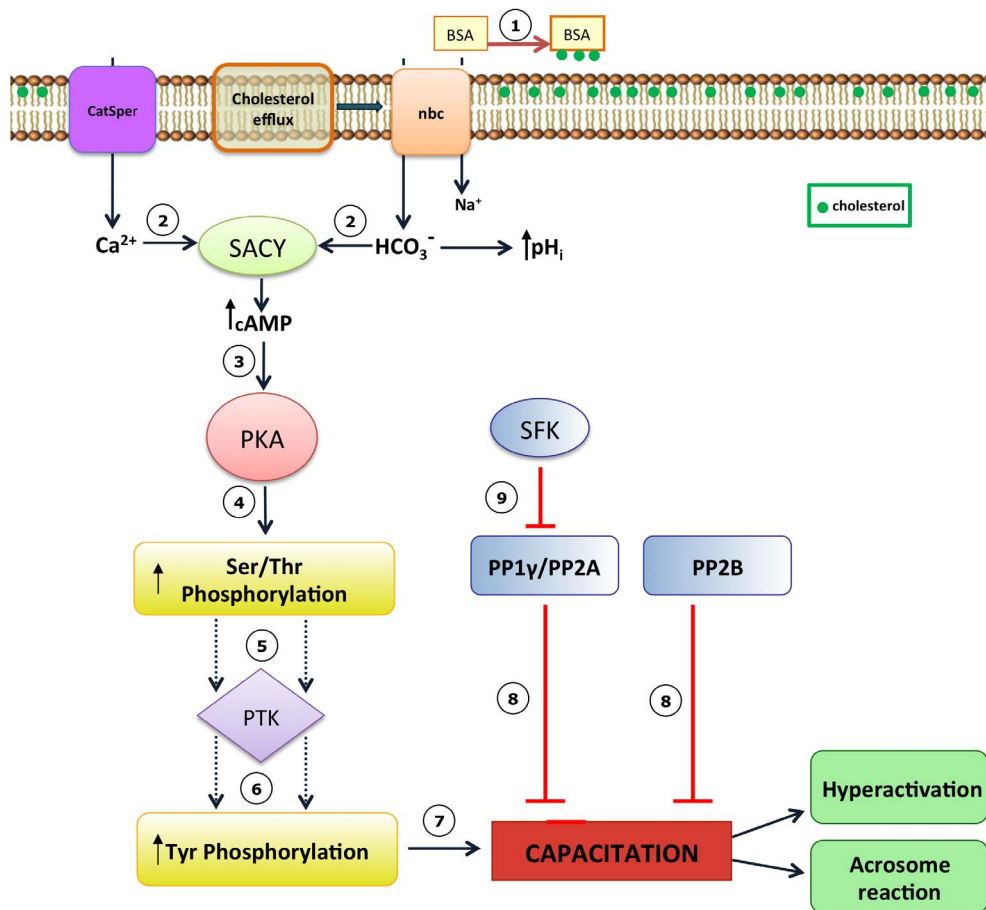 1
BSA
BSA
CatSper
Cholesterol
efflux
nbc
Na⁺
cholesterol
2
2
Ca²⁺
SACY
HCO₃⁻
↑pHᵢ
↑cAMP
3
PKA
SFK
4
9
↑ Ser/Thr
Phosphorylation
PP1γ/PP2A
PP2B
5
PTK
8
8
6
Hyperactivation
7
↑Tyr Phosphorylation
CAPACITATION
Acrosome
reaction